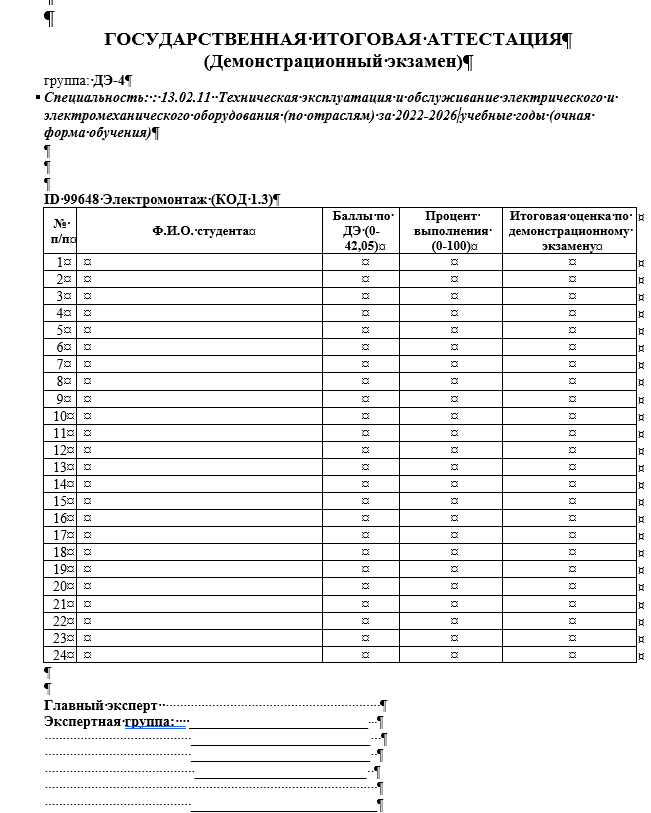 ГОСУДАРСТВЕННАЯ ИТОГОВАЯ АТТЕСТАЦИЯ
(Демонстрационный экзамен)
группа: ДЭ-4
Специальность: : 13.02.11 Техническая эксплуатация и обслуживание электрического и
электромеханического оборудования (по отраслям) за 2022-2026 учебные годы (очная
форма обучения)
ID 99648 Электромонтаж (КОД 1.3)
№ п/п Ф.И.О. студента Баллы по ДЭ (0-42,05) Процент выполнения (0-100) Итоговая оценка по демонстрационному экзамену
1
2
3
4
5
6
7
8
9
10
11
12
13
14
15
16
17
18
19
20
21
22
23
24
Главный эксперт
Экспертная группа: